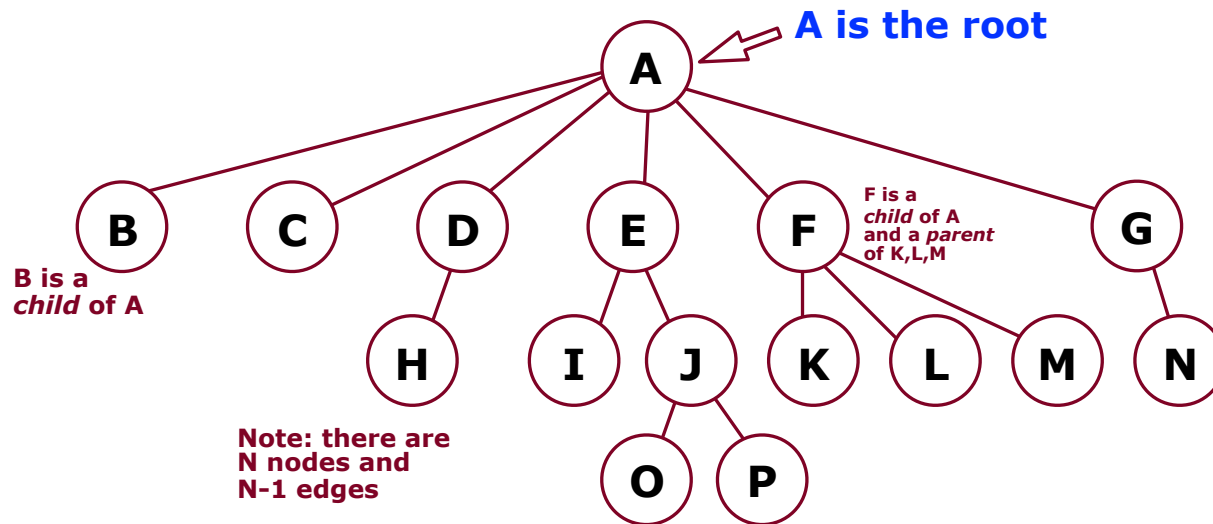 A is the root
A
B
C
D
E
F
F is a
child of A
and a parent
of K,L,M
G
B is a
child of A
H
I
J
K
L
M
N
Note: there are
N nodes and
N-1 edges
O
P